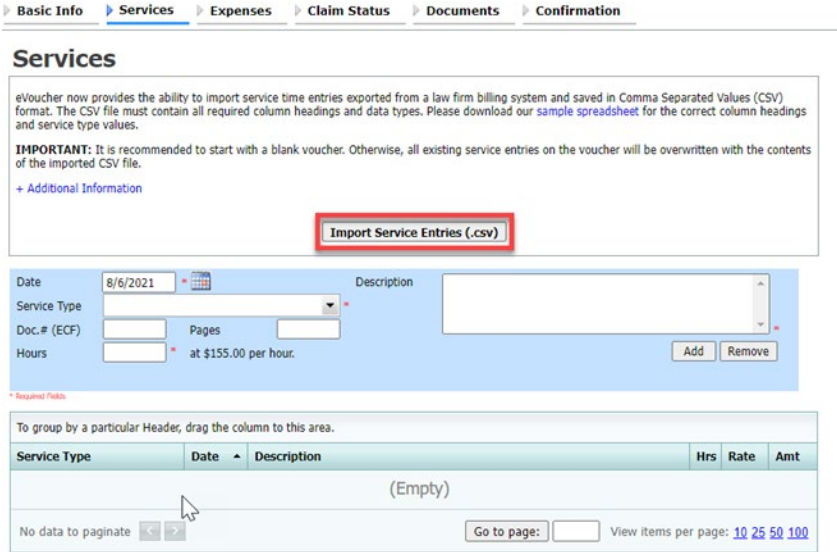 Basic Info Services Expenses Claim Status Documents Confirmation
Services
eVoucher now provides the ability to import service time entries exported from a law firm billing system and saved in Comma Separated Values (CSV)
format. The CSV file must contain all required column headings and data types. Please download our sample spreadsheet for the correct column headings
and service type values.
IMPORTANT: It is recommended to start with a blank voucher. Otherwise, all existing service entries on the voucher will be overwritten with the contents
of the imported CSV file.
+ Additional Information
Import Service Entries (.csv)
Date 8/6/2021 * Description
Service Type *
Doc.# (ECF) Pages *
Hours * at $155.00 per hour. Add Remove
* Required Fields
To group by a particular Header, drag the column to this area.
Service Type Date Description Hrs Rate Amt
(Empty)
No data to paginate < > Go to page: View items per page: 10 25 50 100